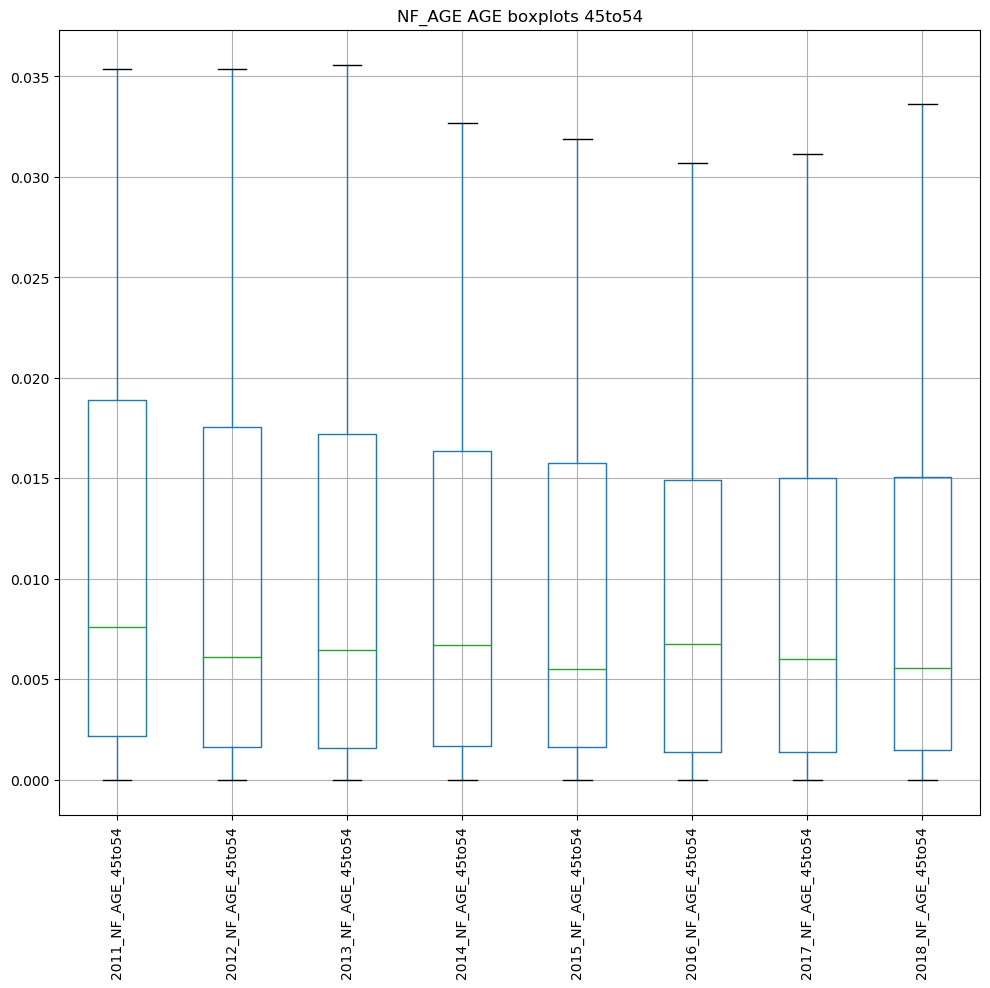 NF_AGE AGE boxplots 45to54
0.035
0.030
0.025
0.020
0.015
0.010
0.005
0.000
2011_NF_AGE_45to54
2012_NF_AGE_45to54
2013_NF_AGE_45to54
2014_NF_AGE_45to54
2015_NF_AGE_45to54
2016_NF_AGE_45to54
2017_NF_AGE_45to54
2018_NF_AGE_45to54